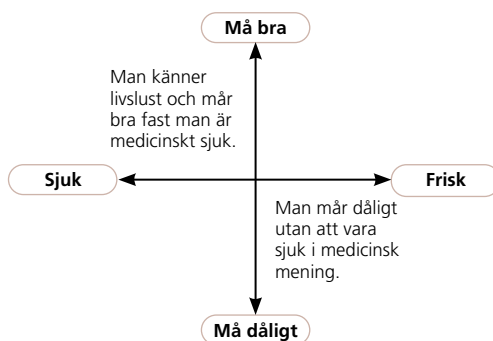 Må bra
Man känner
livslust och mår
bra fast man är
medicinskt sjuk.
Sjuk
Frisk
Man mår dåligt
utan att vara
sjuk i medicinsk
mening.
Må dåligt